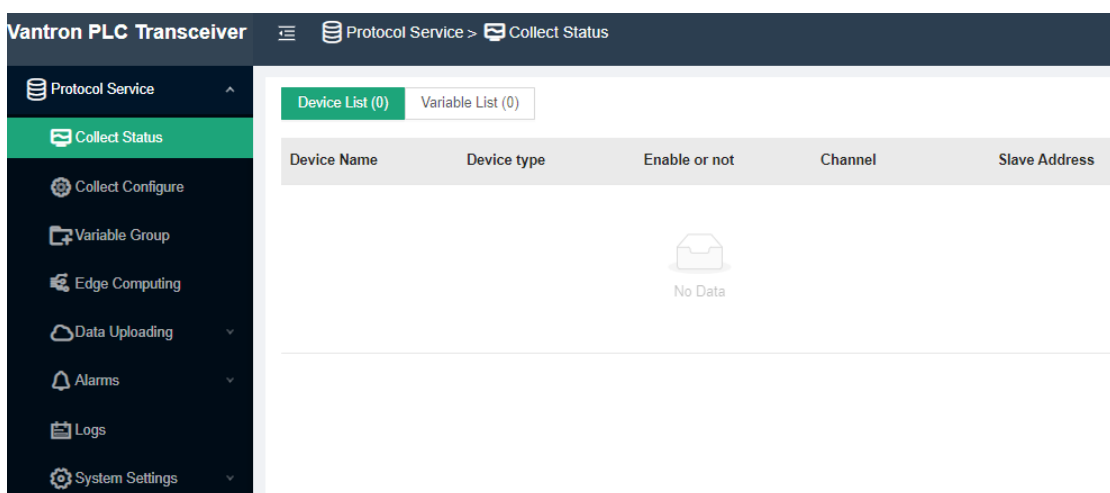 Vantron PLC Transceiver
Protocol Service > Collect Status
Protocol Service
Collect Status
Collect Configure
Variable Group
Edge Computing
Data Uploading
Alarms
Logs
System Settings
Device List (0) Variable List (0)
Device Name Device type Enable or not Channel Slave Address
No Data